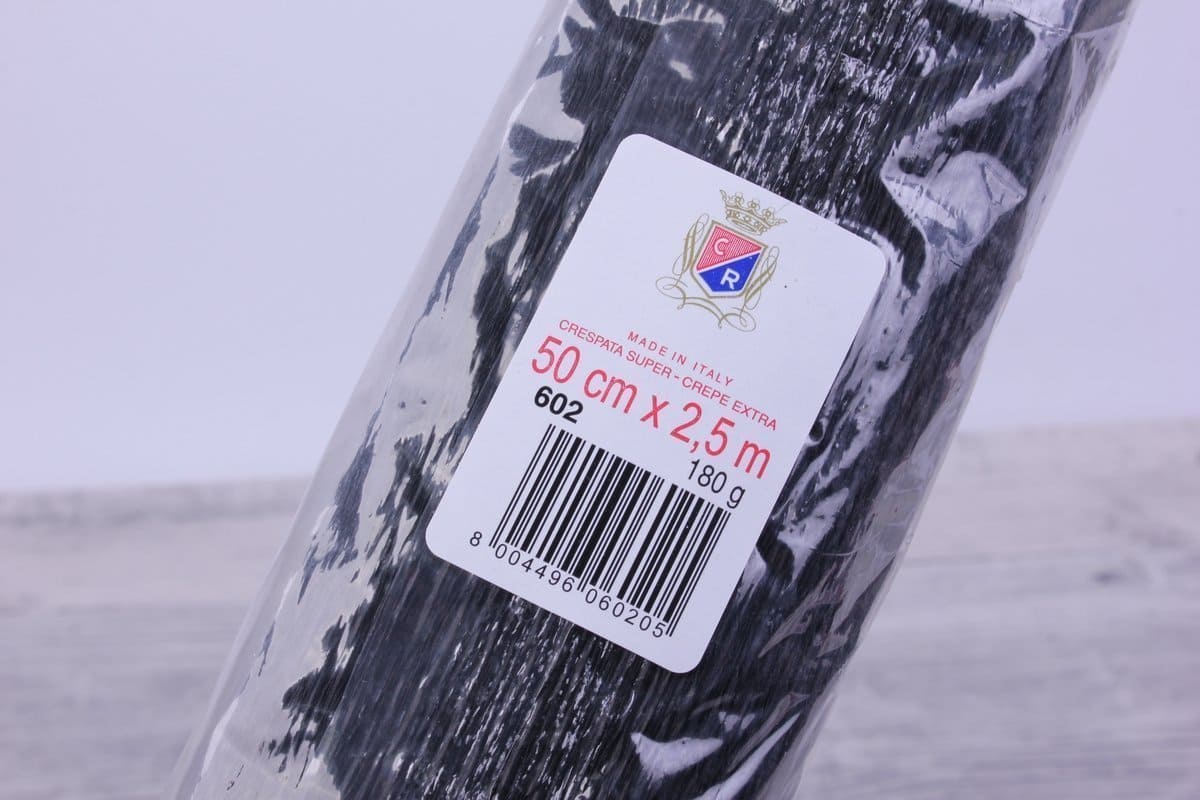 C
R
MADE IN ITALY
CRESPATA SUPER - CREPE EXTRA
50 cm x 2,5 m
602
180 g
8 004496 060205